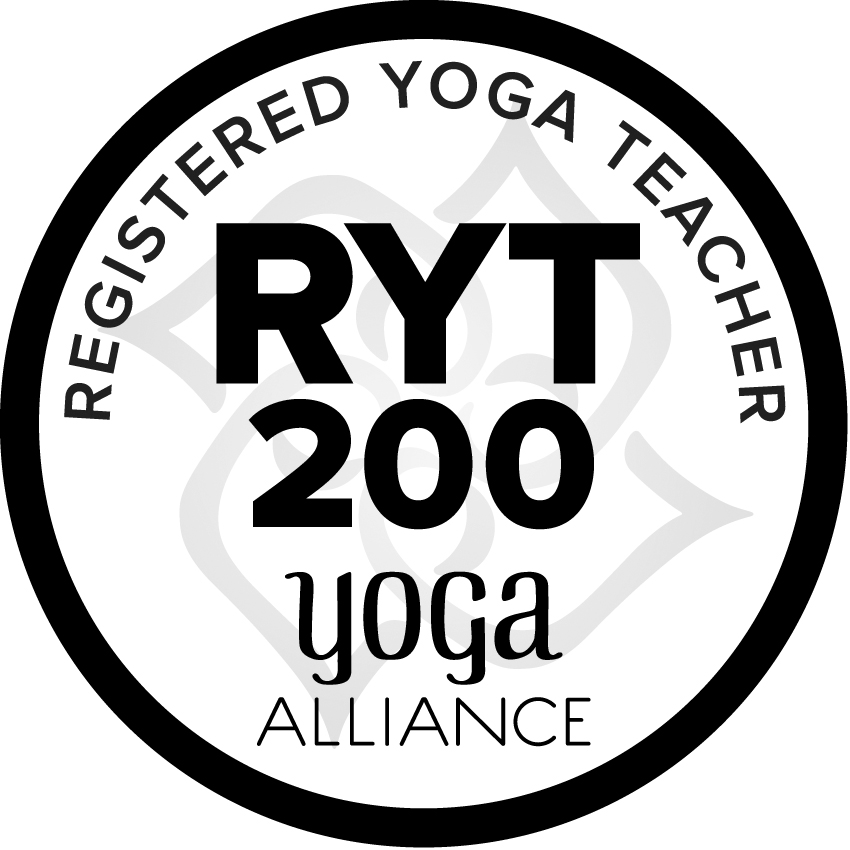 REGISTERED YOGA TEACHER
RYT
200
yoga
ALLIANCE